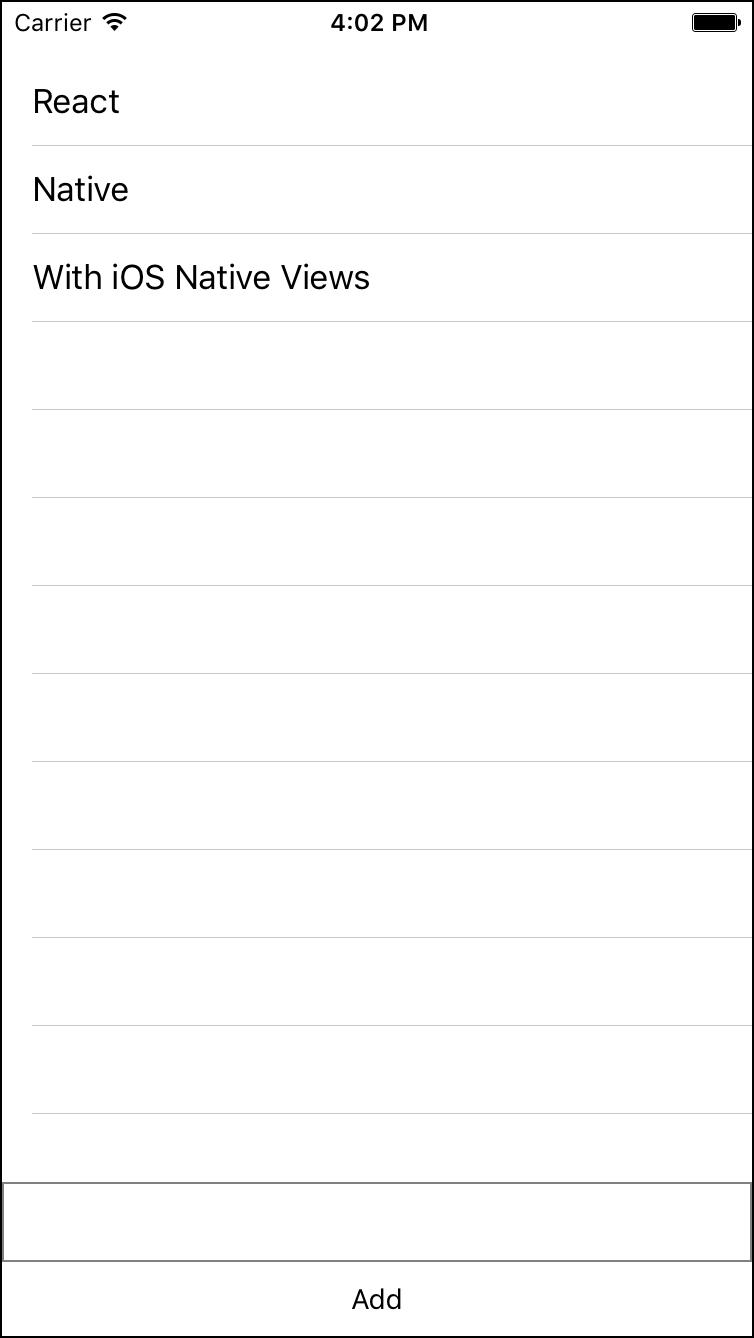 Carrier 4:02 PM
React
Native
With iOS Native Views
Add